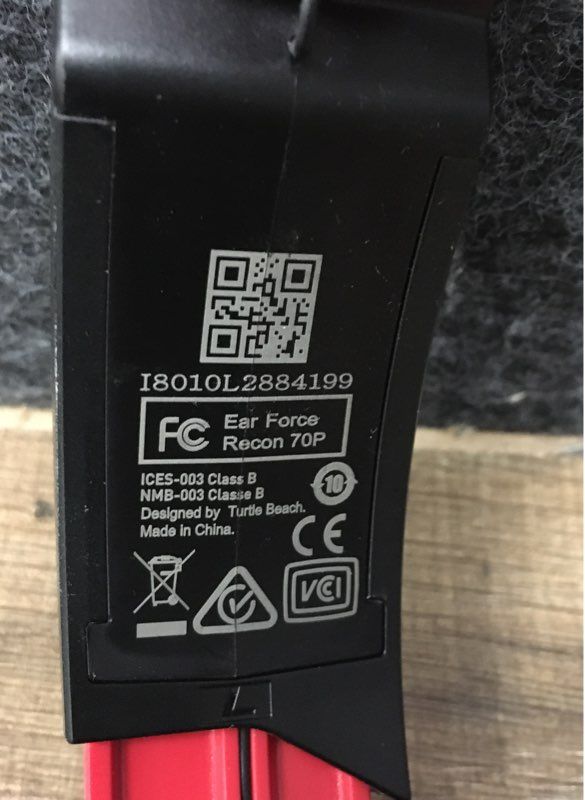 I8010L2884199
FC Ear Force
Recon 70P
ICES-003 Class B
NMB-003 Classe B
10
Designed by Turtle Beach.
Made in China.
CE
VCI
L